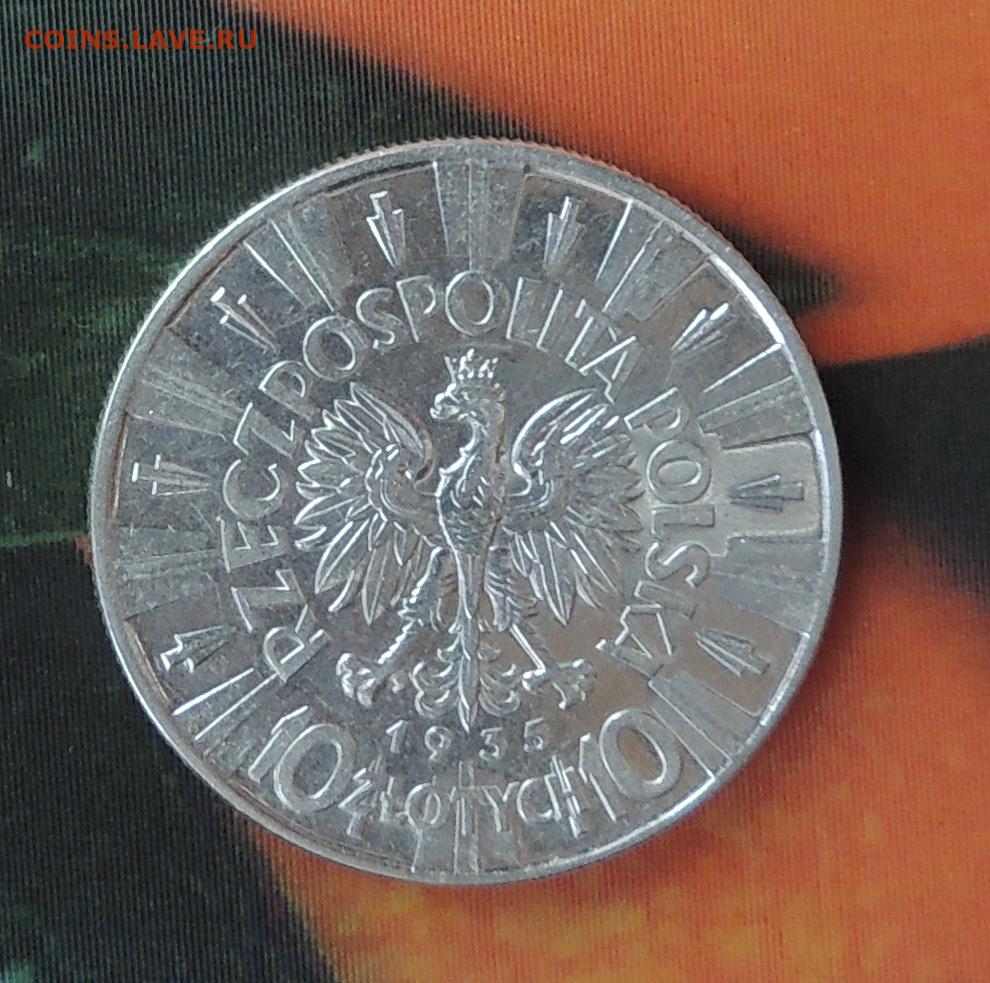 COINS.LAVE.RU
RZECZPOSPOLITA POLSKA
1935
10 ZŁOTYCH 10